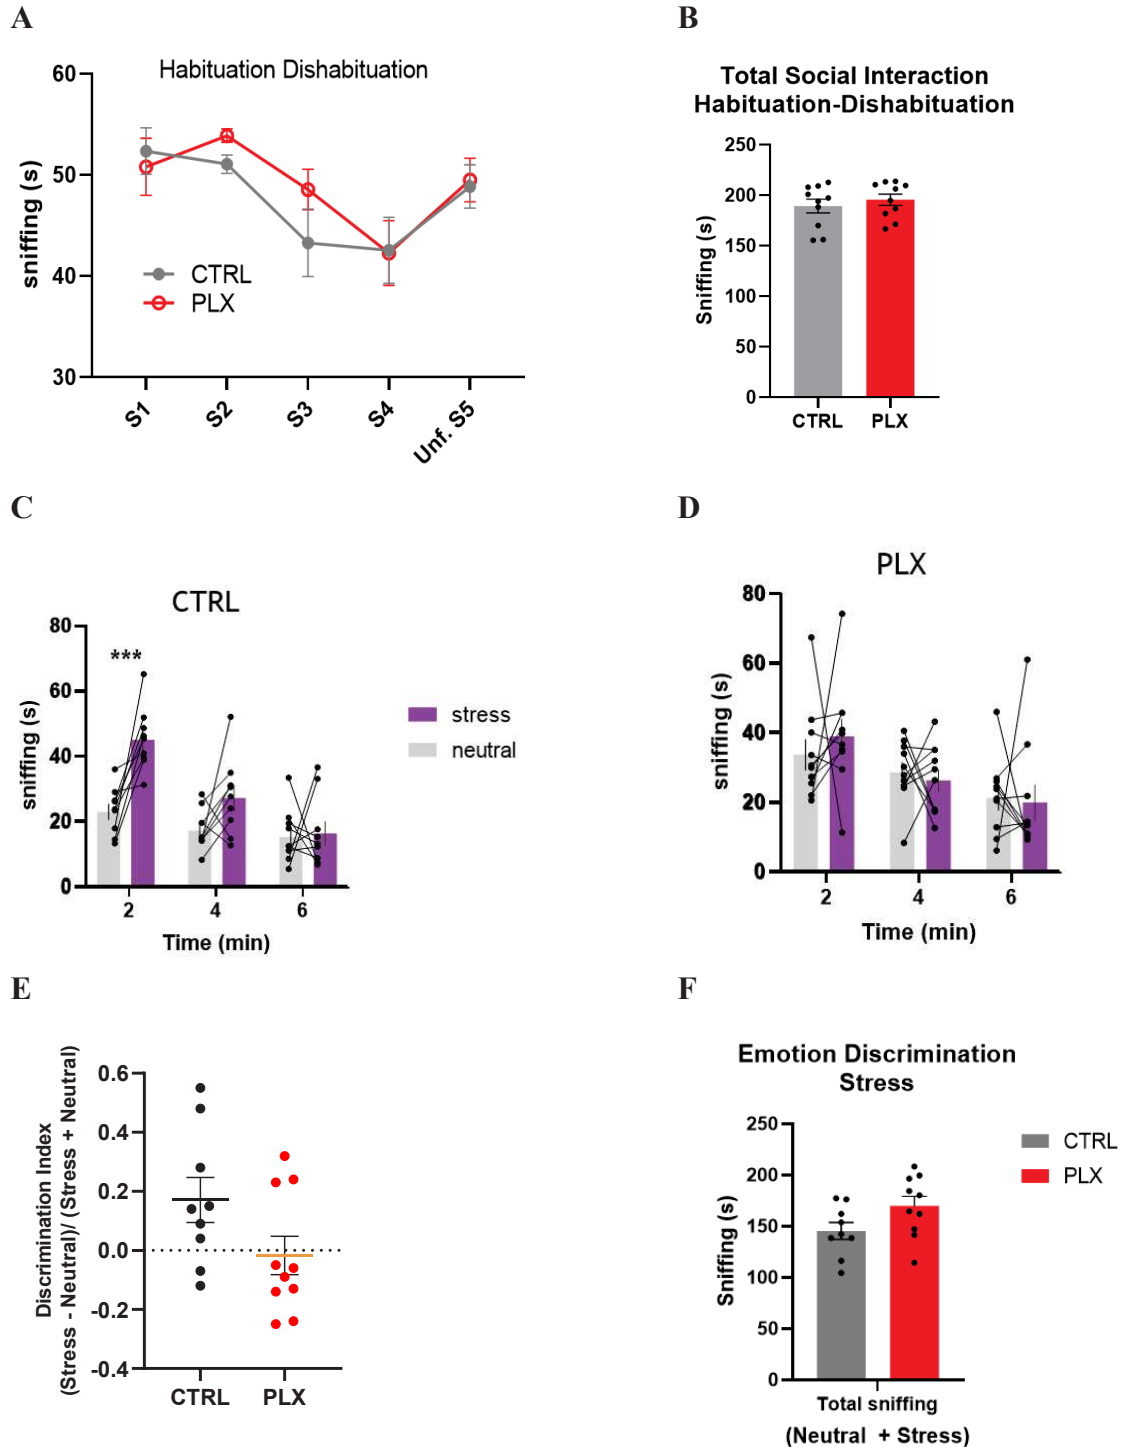 A
Habituation Dishabituation
60
50
40
30
sniffing (s)
CTRL
PLX
S1
S2
S3
S4
Unf. S5
B
Total Social Interaction
Habituation-Dishabituation
250
200
150
100
50
0
Sniffing (s)
CTRL
PLX
C
CTRL
80
60
40
20
0
sniffing (s)
***
stress
neutral
2
4
6
Time (min)
D
PLX
80
60
40
20
0
sniffing (s)
2
4
6
Time (min)
E
0.6
0.4
0.2
0.0
-0.2
-0.4
Discrimination Index
(Stress - Neutral)/ (Stress + Neutral)
CTRL
PLX
F
Emotion Discrimination
Stress
250
200
150
100
50
0
Sniffing (s)
CTRL
PLX
Total sniffing
(Neutral + Stress)